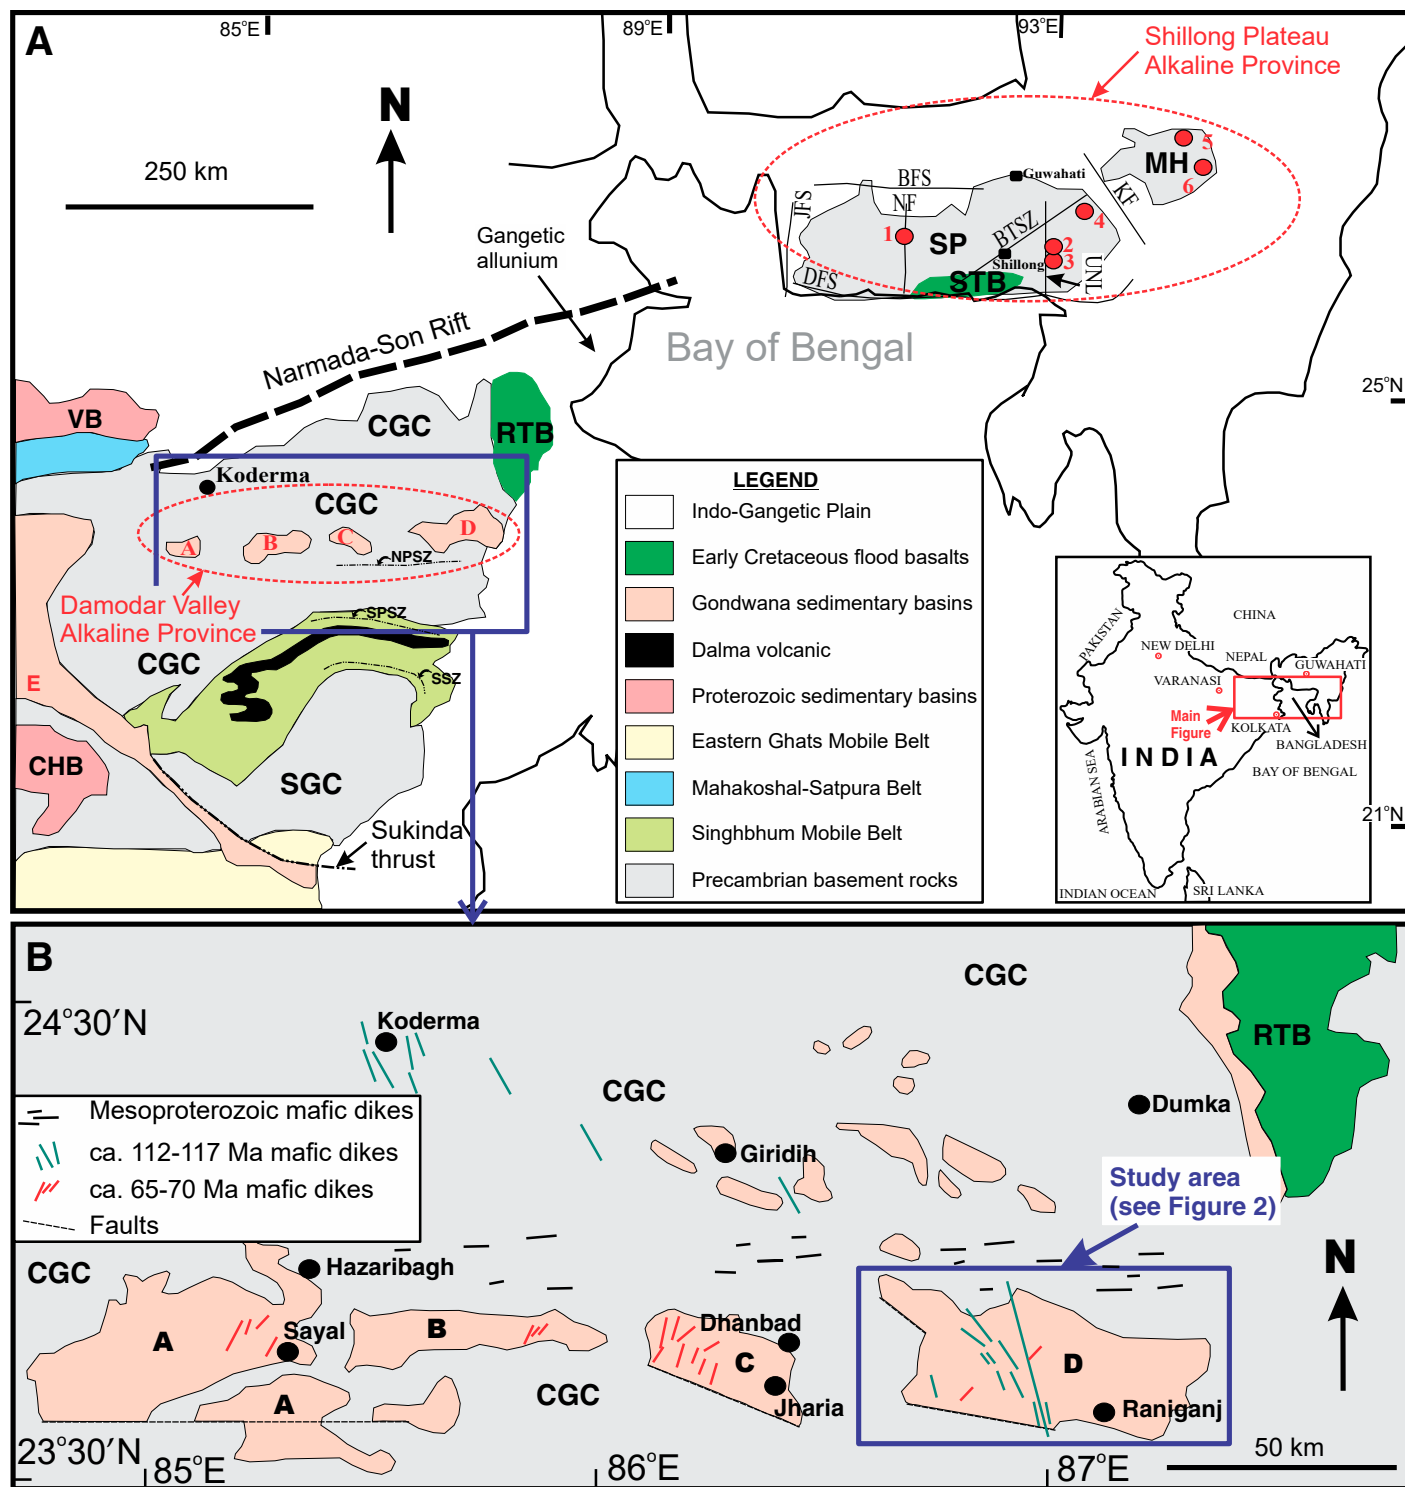 A
85°E
89°E
93°E
Shillong Plateau
Alkaline Province
N
250 km
Gangetic
allunium
Narmada-Son Rift
Bay of Bengal
BFS
NF
JFS
DFS
SP
BTSZ
STB
UNL
KF
MH
Guwahati
Shillong
1
2
3
4
5
6
25°N
21°N
VB
CGC
RTB
Koderma
CGC
A
B
C
D
NPSZ
Damodar Valley
Alkaline Province
SPSZ
CGC
SSZ
E
CHB
SGC
Sukinda
thrust
LEGEND
Indo-Gangetic Plain
Early Cretaceous flood basalts
Gondwana sedimentary basins
Dalma volcanic
Proterozoic sedimentary basins
Eastern Ghats Mobile Belt
Mahakoshal-Satpura Belt
Singhbhum Mobile Belt
Precambrian basement rocks
PAKISTAN
CHINA
NEW DELHI
NEPAL
GUWAHATI
VARANASI
Main
Figure
KOLKATA
BANGLADESH
INDIA
BAY OF BENGAL
ARABIAN SEA
INDIAN OCEAN
SRI LANKA
B
CGC
24°30′N
Koderma
RTB
CGC
Dumka
Mesoproterozoic mafic dikes
ca. 112-117 Ma mafic dikes
ca. 65-70 Ma mafic dikes
Faults
Giridih
Study area
(see Figure 2)
CGC
Hazaribagh
N
A
Sayal
B
Dhanbad
C
D
A
CGC
Jharia
Raniganj
23°30′N
85°E
86°E
87°E
50 km